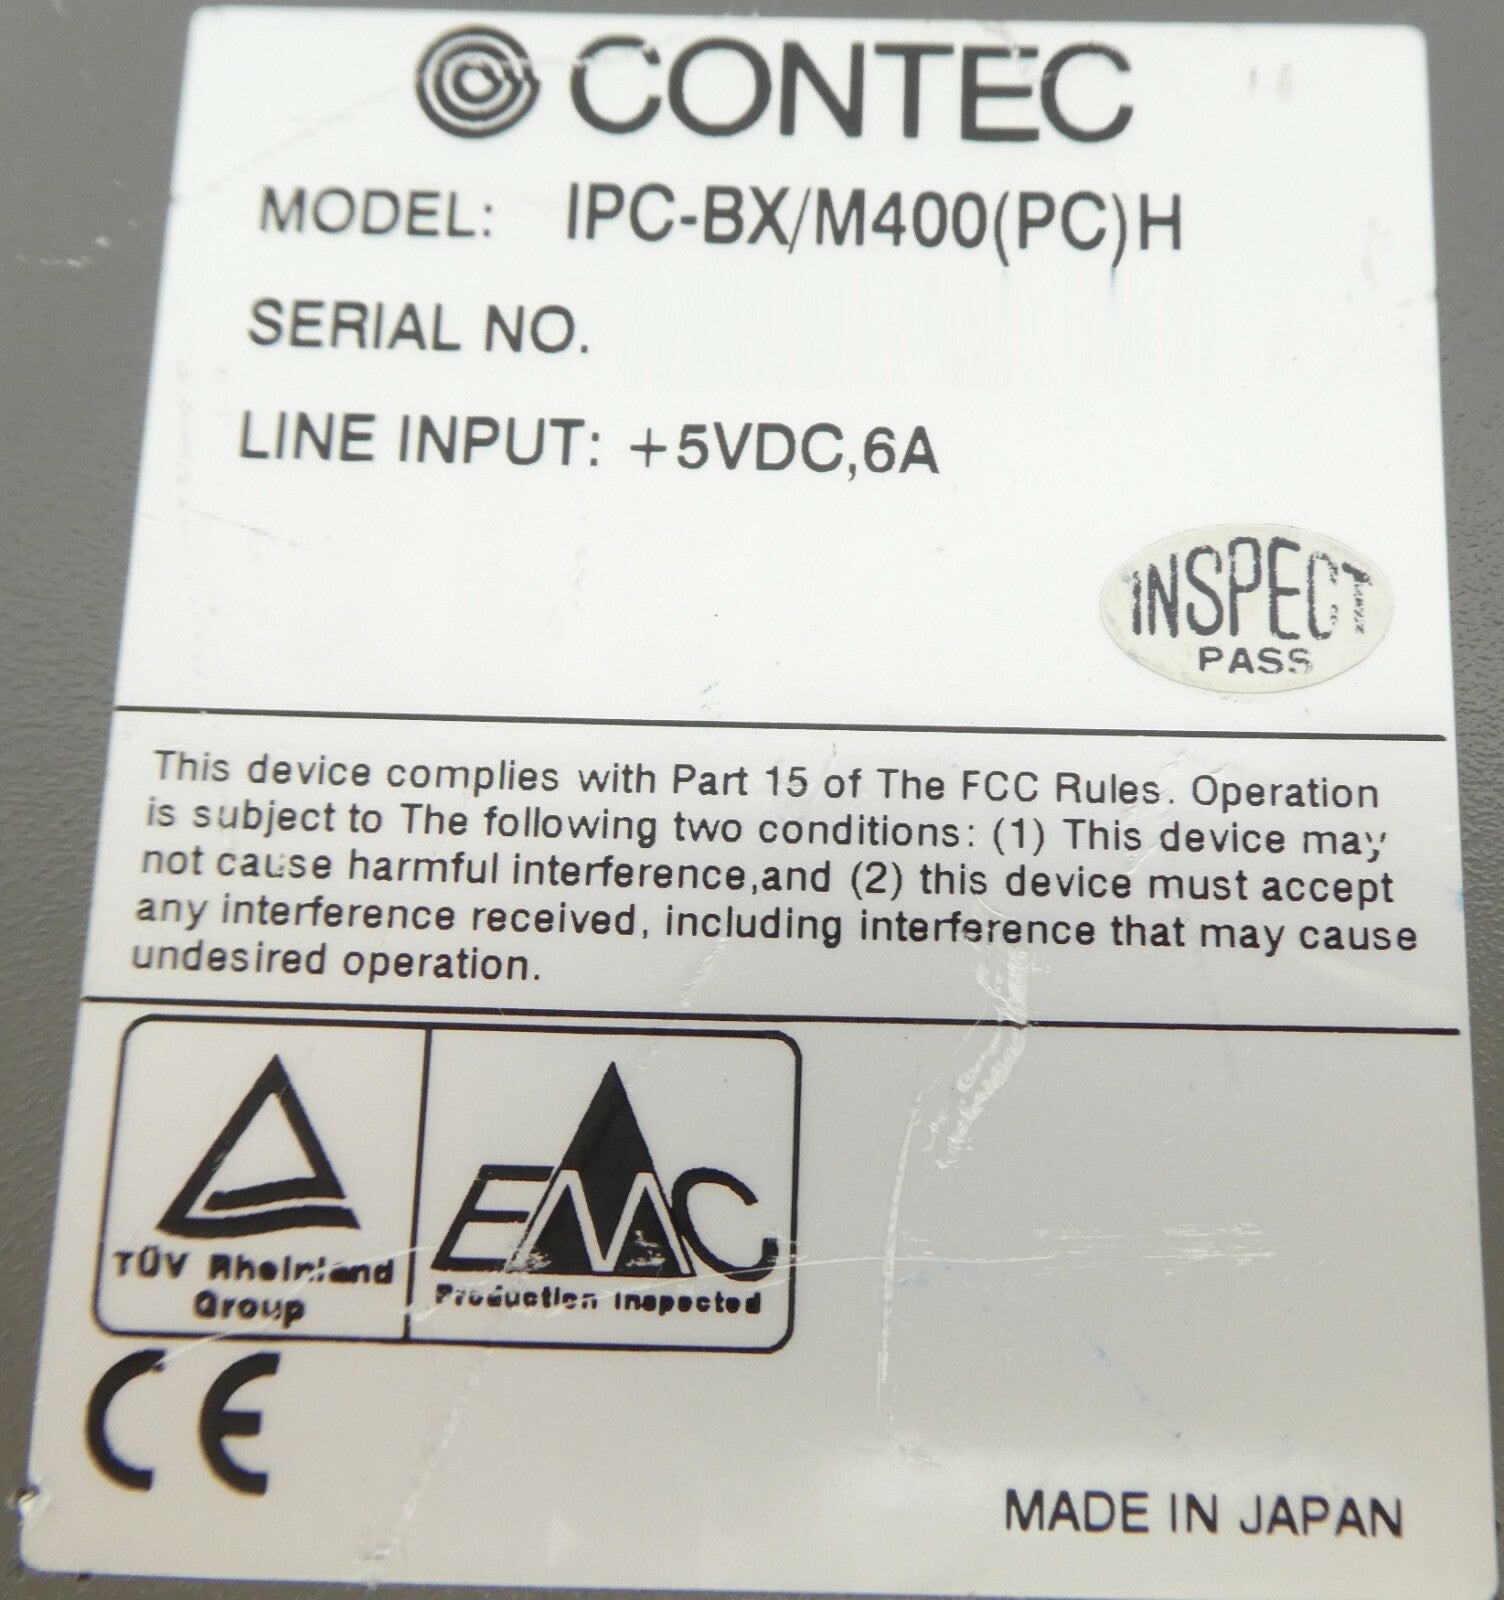 CONTEC
MODEL: IPC-BX/M400(PC)H
SERIAL NO.
LINE INPUT: +5VDC,6A
INSPECT
PASS
This device complies with Part 15 of The FCC Rules. Operation
is subject to The following two conditions: (1) This device may
not cause harmful interference,and (2) this device must accept
any interference received, including interference that may cause
undesired operation.
TÜV Rheinland
Group
EMC
Production Inspected
CE
MADE IN JAPAN